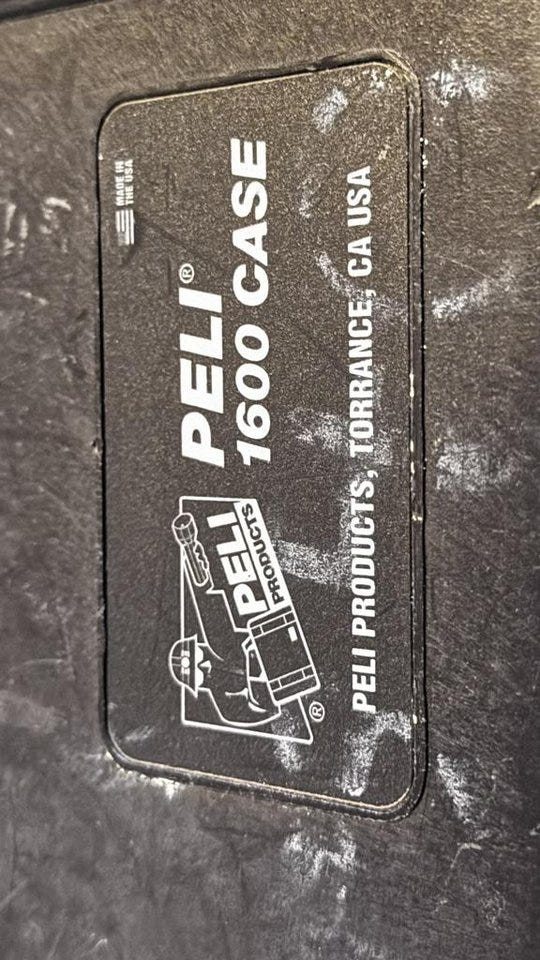 MADE IN
THE USA
PELI®
1600 CASE
PELI
PRODUCTS
®
PELI PRODUCTS, TORRANCE, CA USA